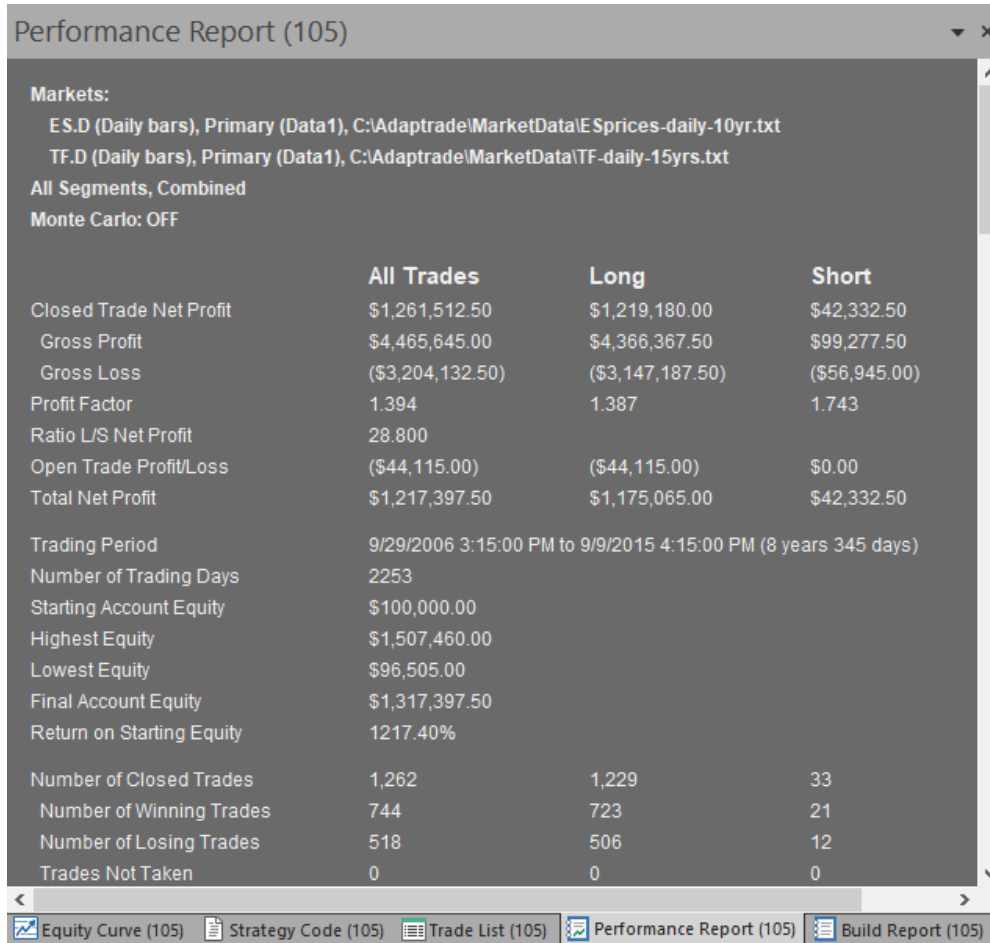 Performance Report (105)
Markets:
ES.D (Daily bars), Primary (Data1), C:\Adaptrade\MarketData\ESprices-daily-10yr.txt
TF.D (Daily bars), Primary (Data1), C:\Adaptrade\MarketData\TF-daily-15yrs.txt
All Segments, Combined
Monte Carlo: OFF
All Trades Long Short
Closed Trade Net Profit $1,261,512.50 $1,219,180.00 $42,332.50
Gross Profit $4,465,645.00 $4,366,367.50 $99,277.50
Gross Loss ($3,204,132.50) ($3,147,187.50) ($56,945.00)
Profit Factor 1.394 1.387 1.743
Ratio L/S Net Profit 28.800
Open Trade Profit/Loss ($44,115.00) ($44,115.00) $0.00
Total Net Profit $1,217,397.50 $1,175,065.00 $42,332.50
Trading Period 9/29/2006 3:15:00 PM to 9/9/2015 4:15:00 PM (8 years 345 days)
Number of Trading Days 2253
Starting Account Equity $100,000.00
Highest Equity $1,507,460.00
Lowest Equity $96,505.00
Final Account Equity $1,317,397.50
Return on Starting Equity 1217.40%
Number of Closed Trades 1,262 1,229 33
Number of Winning Trades 744 723 21
Number of Losing Trades 518 506 12
Trades Not Taken 0 0 0
Equity Curve (105) Strategy Code (105) Trade List (105) Performance Report (105) Build Report (105)